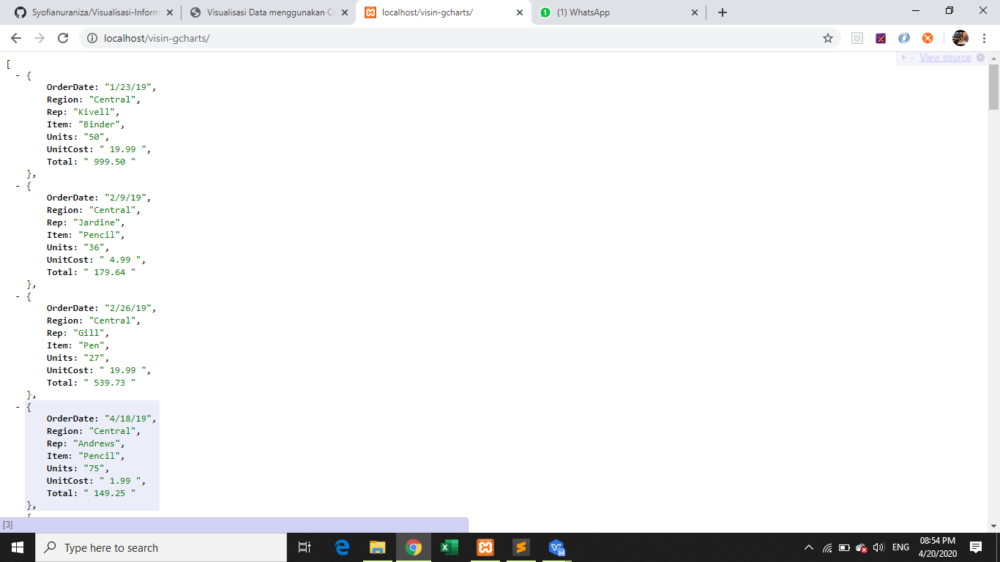 Syofianuraniza/Visualisasi-Inform
Visualisasi Data menggunakan Co
localhost/visin-gcharts/
(1) WhatsApp
localhost/visin-gcharts/
+ - View source
[
- {
OrderDate: "1/23/19",
Region: "Central",
Rep: "Kivell",
Item: "Binder",
Units: "50",
UnitCost: " 19.99 ",
Total: " 999.50 "
},
- {
OrderDate: "2/9/19",
Region: "Central",
Rep: "Jardine",
Item: "Pencil",
Units: "36",
UnitCost: " 4.99 ",
Total: " 179.64 "
},
- {
OrderDate: "2/26/19",
Region: "Central",
Rep: "Gill",
Item: "Pen",
Units: "27",
UnitCost: " 19.99 ",
Total: " 539.73 "
},
- {
OrderDate: "4/18/19",
Region: "Central",
Rep: "Andrews",
Item: "Pencil",
Units: "75",
UnitCost: " 1.99 ",
Total: " 149.25 "
},
{
[3]
Type here to search
ENG
08:54 PM
4/20/2020